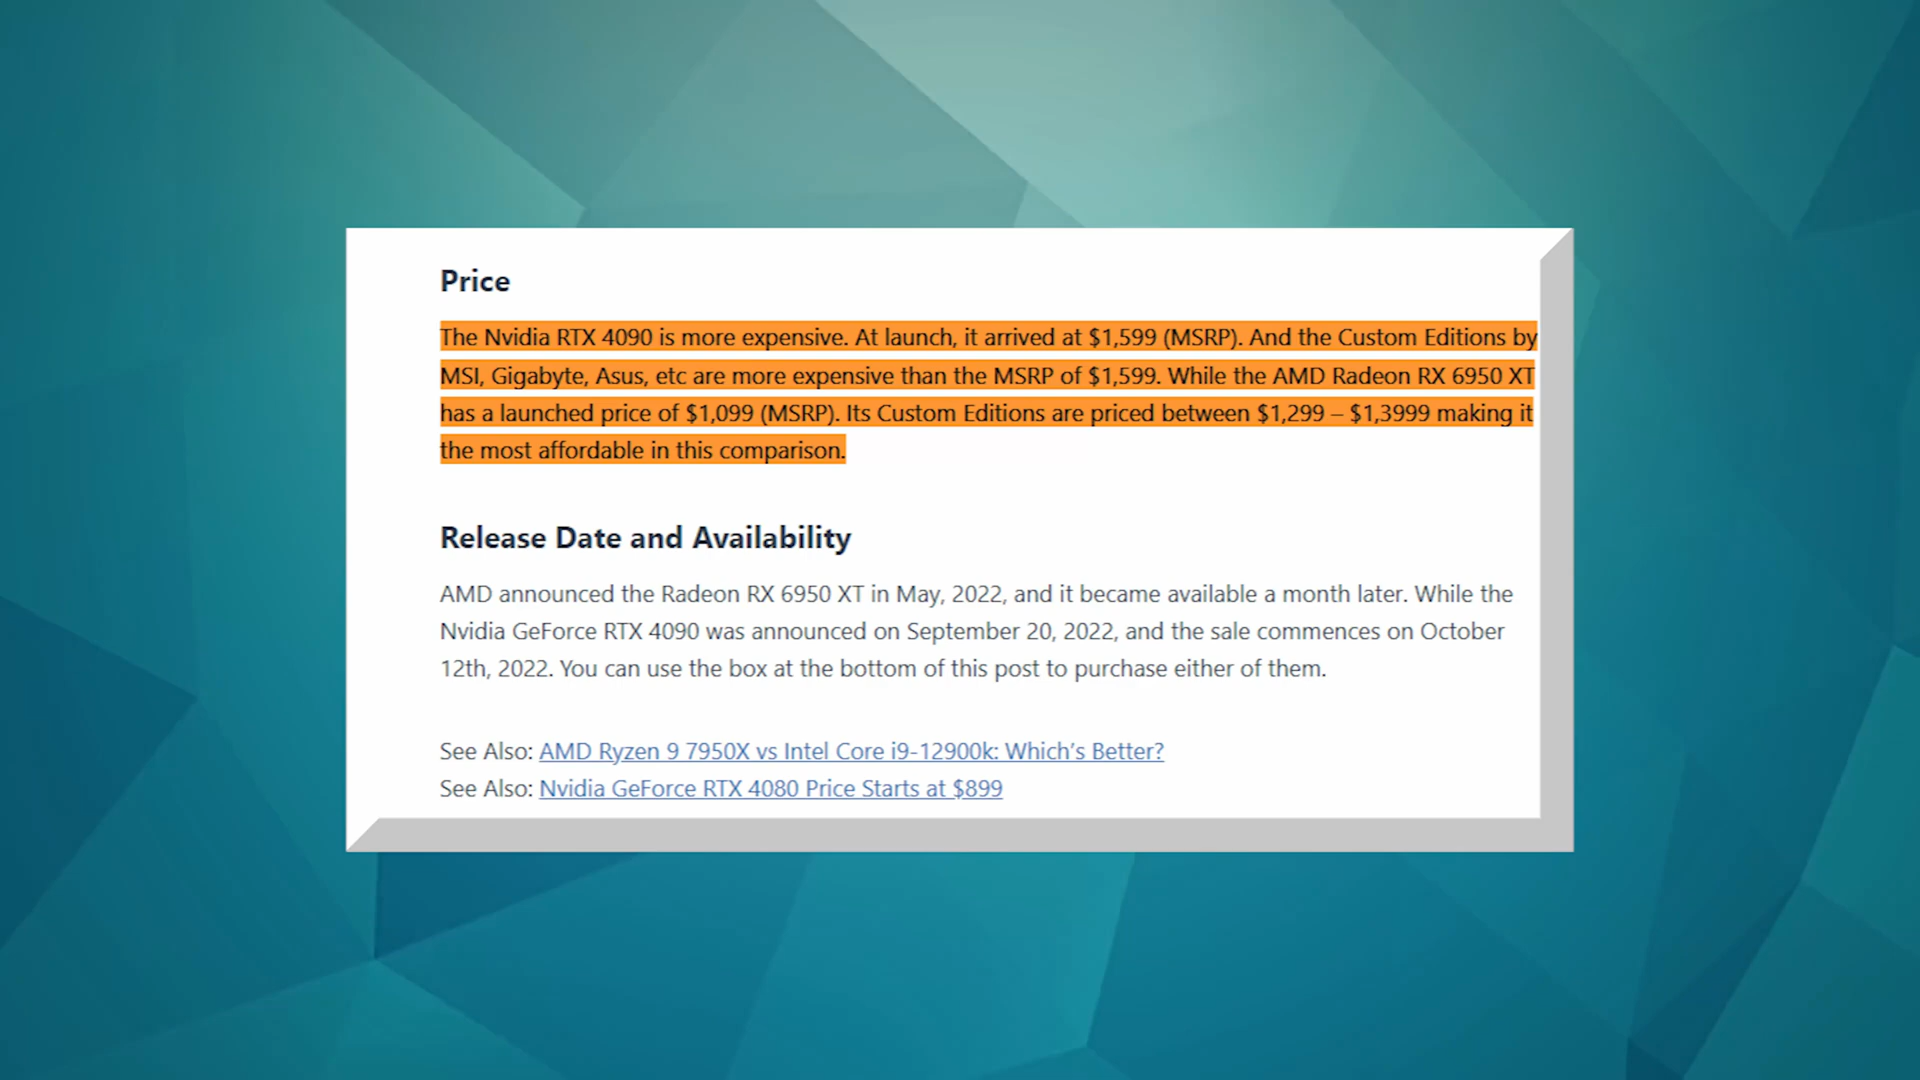 Price
The Nvidia RTX 4090 is more expensive. At launch, it arrived at $1,599 (MSRP). And the Custom Editions by
MSI, Gigabyte, Asus, etc are more expensive than the MSRP of $1,599. While the AMD Radeon RX 6950 XT
has a launched price of $1,099 (MSRP). Its Custom Editions are priced between $1,299 – $1,3999 making it
the most affordable in this comparison.
Release Date and Availability
AMD announced the Radeon RX 6950 XT in May, 2022, and it became available a month later. While the
Nvidia GeForce RTX 4090 was announced on September 20, 2022, and the sale commences on October
12th, 2022. You can use the box at the bottom of this post to purchase either of them.
See Also: AMD Ryzen 9 7950X vs Intel Core i9-12900k: Which’s Better?
See Also: Nvidia GeForce RTX 4080 Price Starts at $899